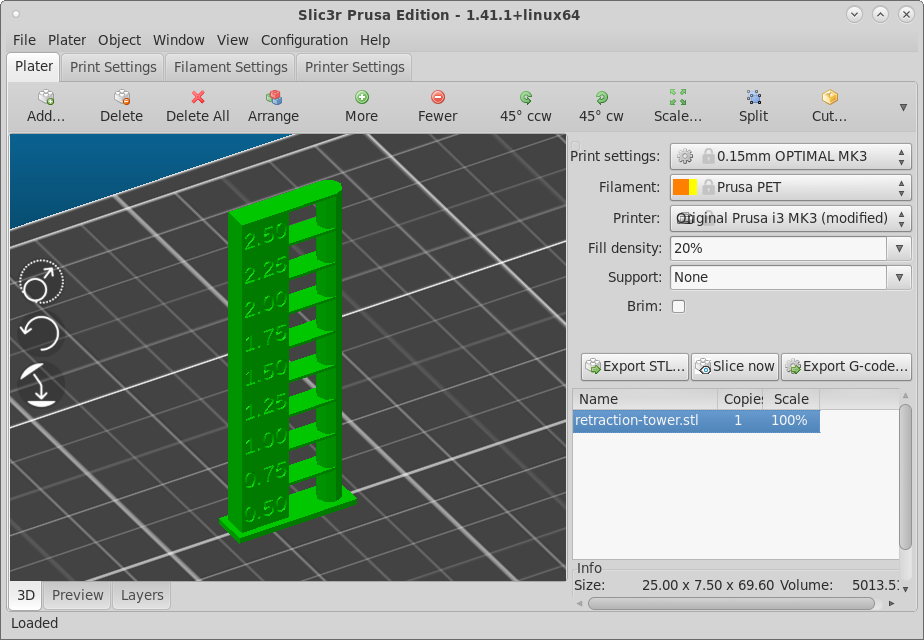 Slic3r Prusa Edition - 1.41.1+linux64
File Plater Object Window View Configuration Help
Plater Print Settings Filament Settings Printer Settings
Add... Delete Delete All Arrange More Fewer 45° ccw 45° cw Scale... Split Cut...
Print settings: 0.15mm OPTIMAL MK3
Filament: Prusa PET
Printer: Original Prusa i3 MK3 (modified)
Fill density: 20%
Support: None
Brim:
Export STL... Slice now Export G-code...
Name Copies Scale
retraction-tower.stl 1 100%
2.50
2.25
2.00
1.75
1.50
1.25
1.00
0.75
0.50
Info
Size: 25.00 x 7.50 x 69.60 Volume: 5013.5
3D Preview Layers
Loaded